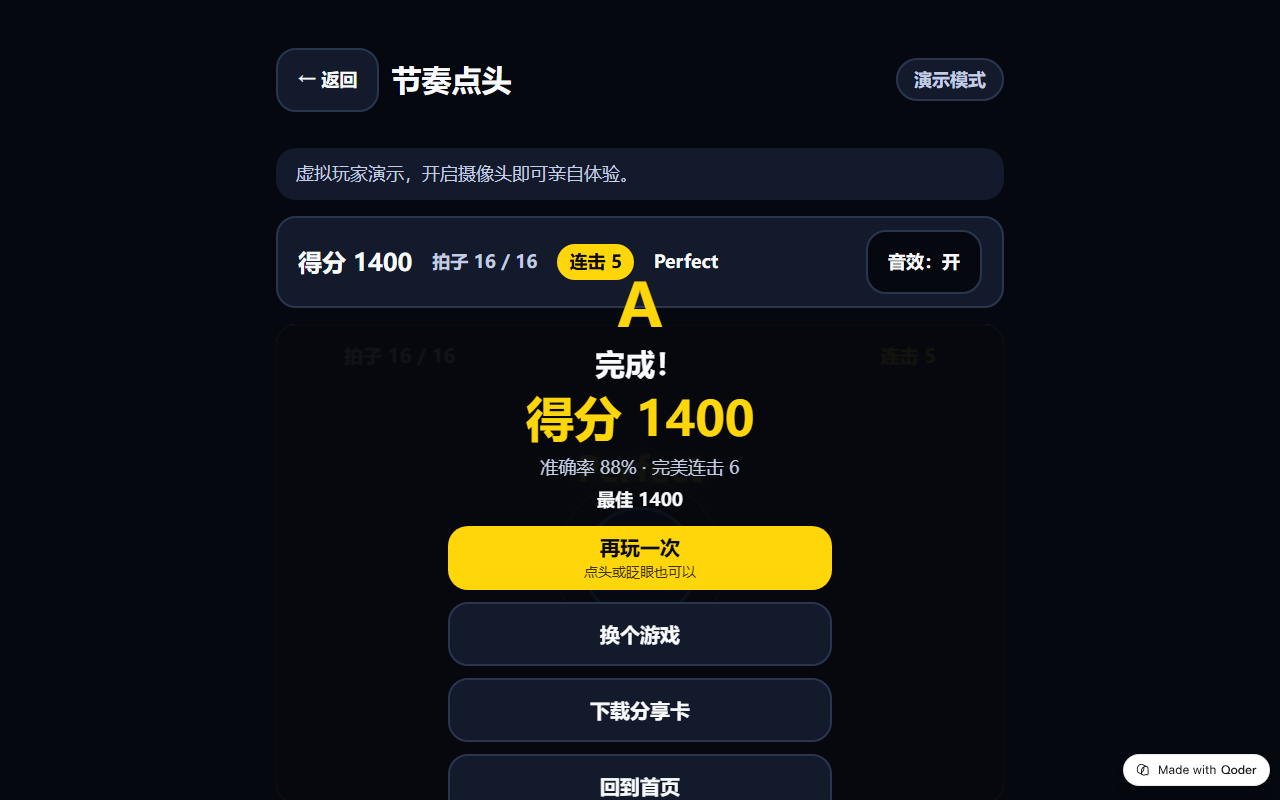 ← 返回
节奏点头
演示模式
虚拟玩家演示，开启摄像头即可亲自体验。
得分 1400
拍子 16 / 16
连击 5
Perfect
音效：开
A
拍子 16 / 16
连击 5
完成！
得分 1400
准确率 88% · 完美连击 6
Perfect
最佳 1400
再玩一次
点头或眨眼也可以
换个游戏
下载分享卡
回到首页
Made with Qoder